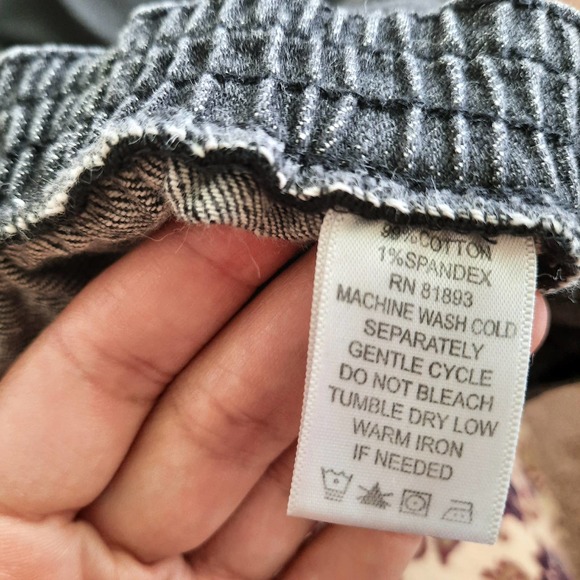 99%COTTON
1%SPANDEX
RN 81893
MACHINE WASH COLD
SEPARATELY
GENTLE CYCLE
DO NOT BLEACH
TUMBLE DRY LOW
WARM IRON
IF NEEDED